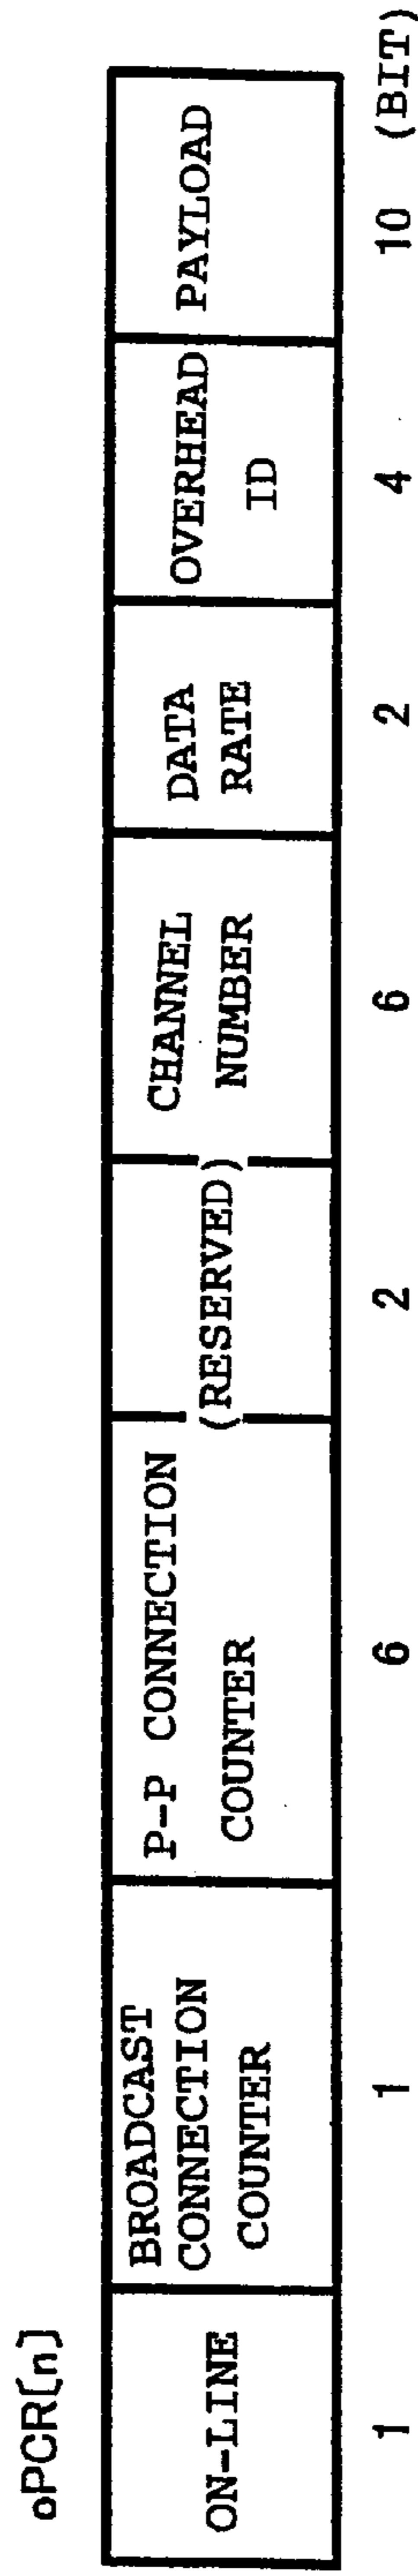 oPCR[n]
ON-LINE
BROADCAST
CONNECTION
COUNTER
P-P CONNECTION
COUNTER
(RESERVED)
CHANNEL
NUMBER
DATA
RATE
OVERHEAD
ID
PAYLOAD
1 1 6 2 6 2 4 10 (BIT)